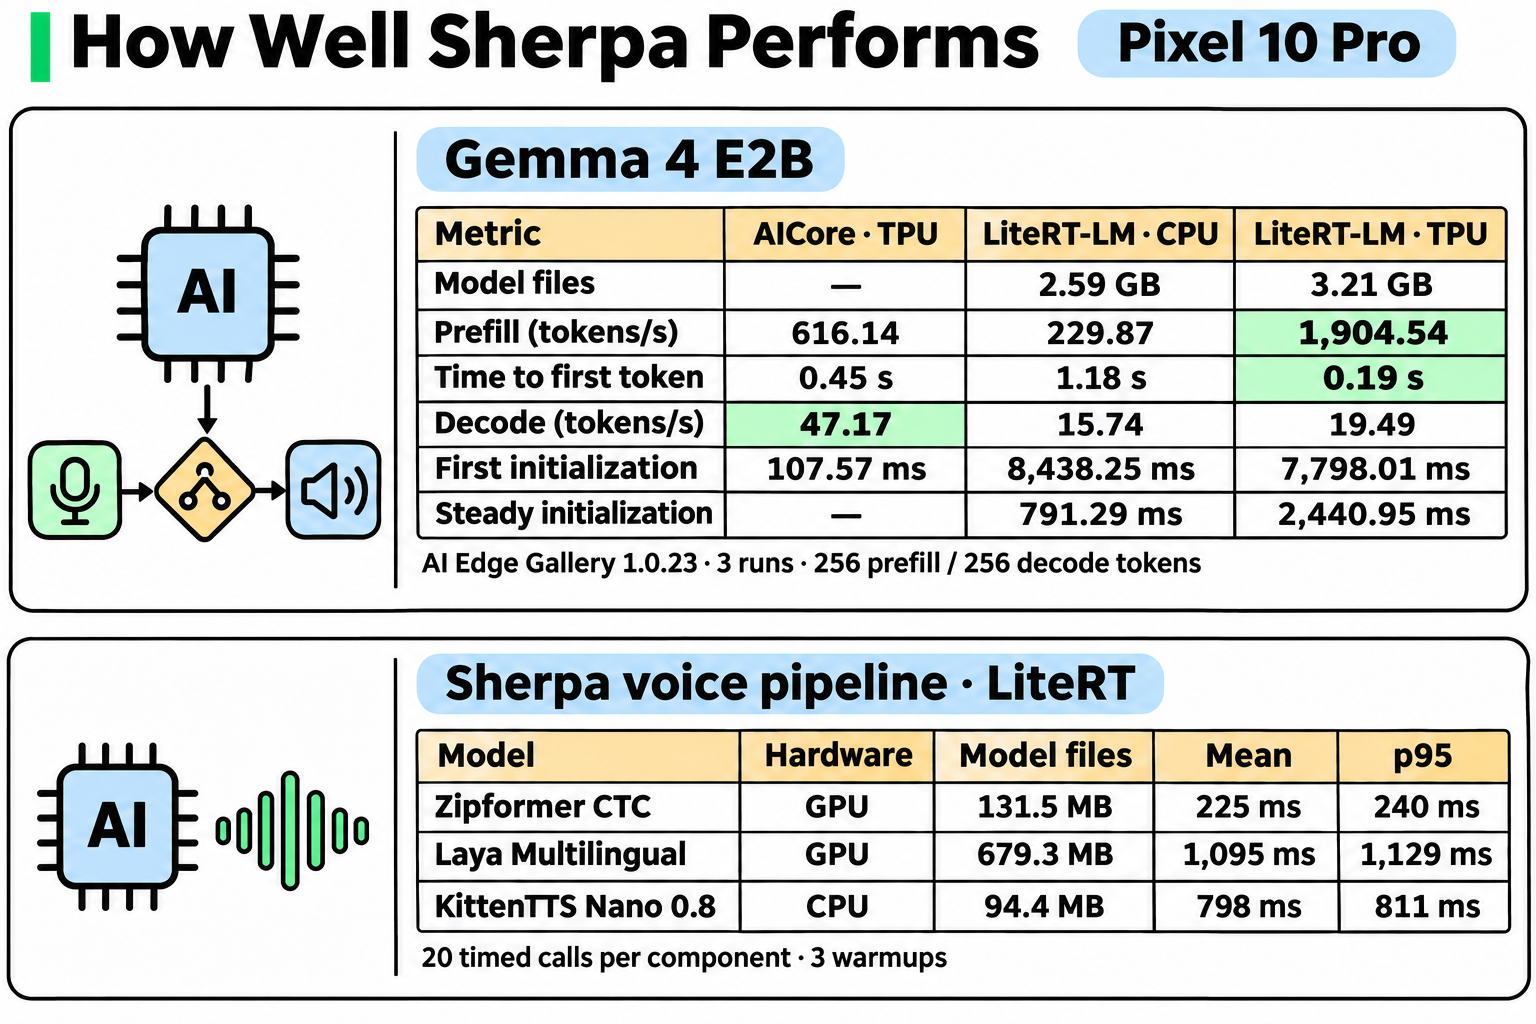 How Well Sherpa Performs
Pixel 10 Pro
AI
Gemma 4 E2B
Metric AICore · TPU LiteRT-LM · CPU LiteRT-LM · TPU
Model files — 2.59 GB 3.21 GB
Prefill (tokens/s) 616.14 229.87 1,904.54
Time to first token 0.45 s 1.18 s 0.19 s
Decode (tokens/s) 47.17 15.74 19.49
First initialization 107.57 ms 8,438.25 ms 7,798.01 ms
Steady initialization — 791.29 ms 2,440.95 ms
AI Edge Gallery 1.0.23 · 3 runs · 256 prefill / 256 decode tokens
AI
Sherpa voice pipeline · LiteRT
Model Hardware Model files Mean p95
Zipformer CTC GPU 131.5 MB 225 ms 240 ms
Laya Multilingual GPU 679.3 MB 1,095 ms 1,129 ms
KittenTTS Nano 0.8 CPU 94.4 MB 798 ms 811 ms
20 timed calls per component · 3 warmups